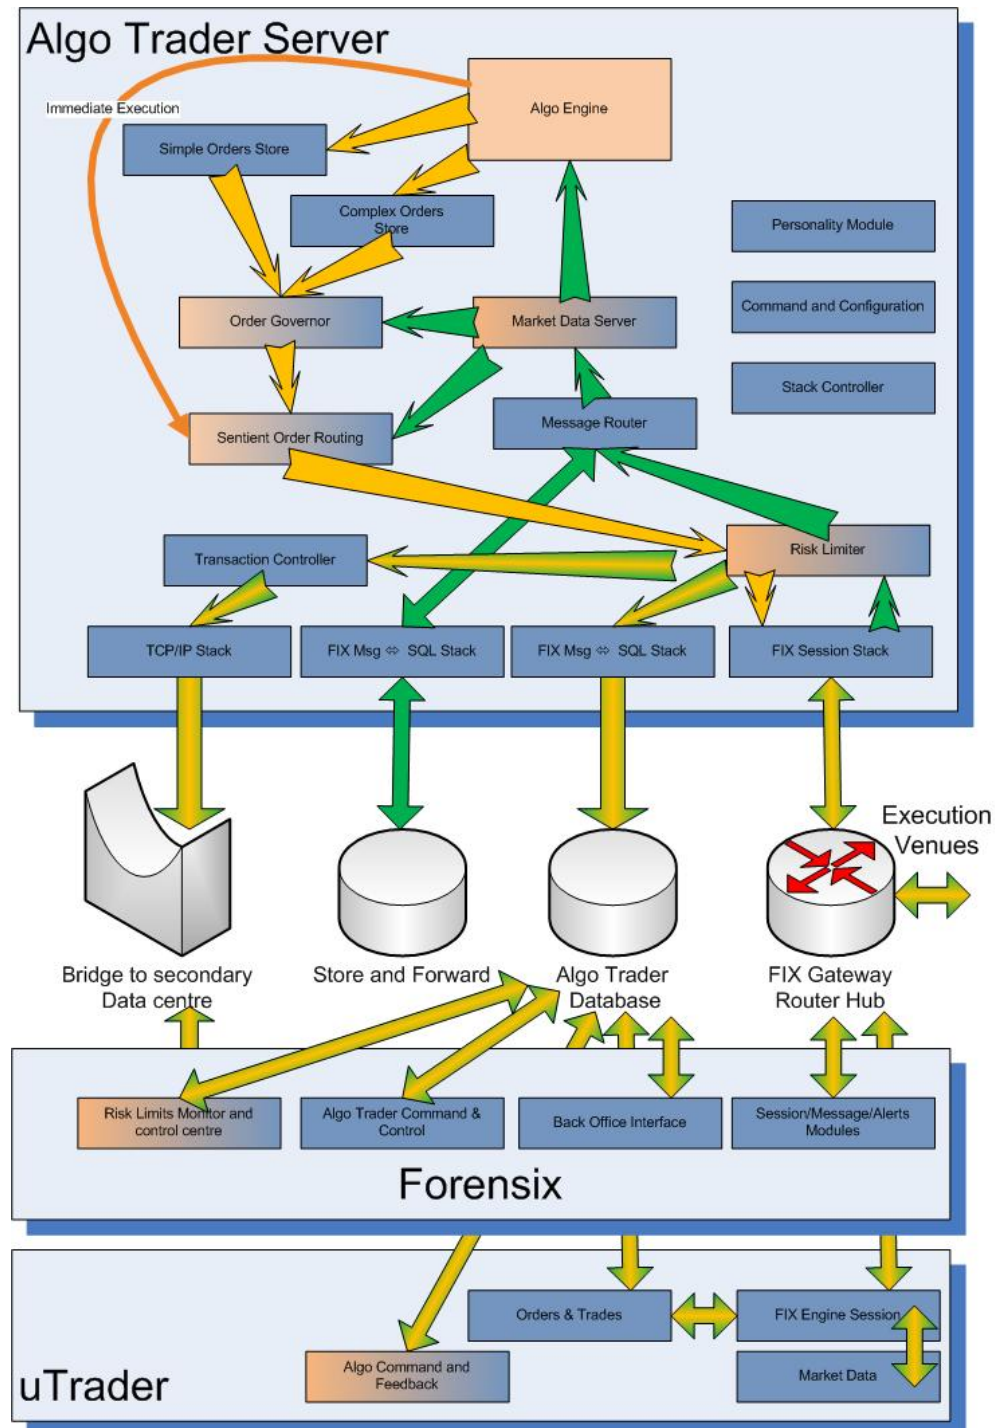 Algo Trader Server
Immediate Execution
Algo Engine
Simple Orders Store
Complex Orders
Store
Personality Module
Order Governor
Market Data Server
Command and Configuration
Stack Controller
Sentient Order Routing
Message Router
Transaction Controller
Risk Limiter
TCP/IP Stack
FIX Msg ⇔ SQL Stack
FIX Msg ⇔ SQL Stack
FIX Session Stack
Execution
Venues
Bridge to secondary
Data centre
Store and Forward
Algo Trader
Database
FIX Gateway
Router Hub
Risk Limits Monitor and
control centre
Algo Trader Command &
Control
Back Office Interface
Session/Message/Alerts
Modules
Forensix
Orders & Trades
FIX Engine Session
Algo Command and
Feedback
Market Data
uTrader